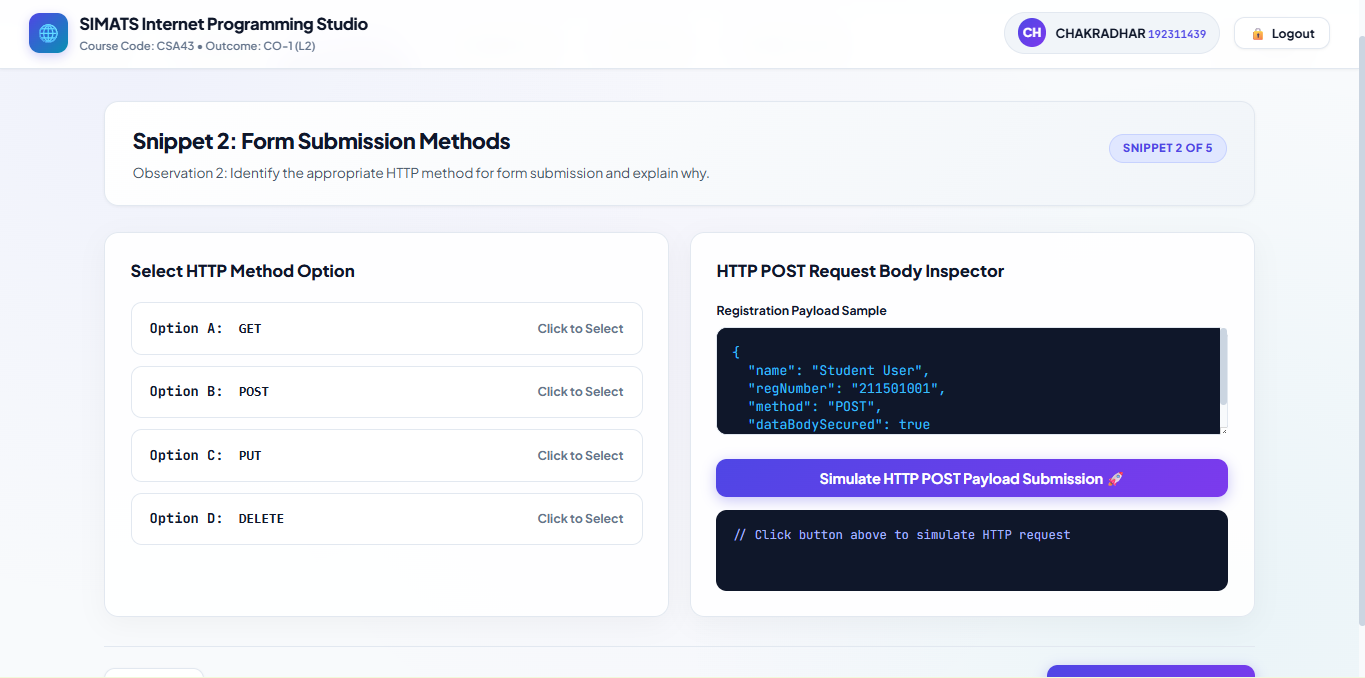 SIMATS Internet Programming Studio
Course Code: CSA43 • Outcome: CO-1 (L2)
CH CHAKRADHAR 192311439
Logout
Snippet 2: Form Submission Methods
Observation 2: Identify the appropriate HTTP method for form submission and explain why.
SNIPPET 2 OF 5
Select HTTP Method Option
Option A: GET Click to Select
Option B: POST Click to Select
Option C: PUT Click to Select
Option D: DELETE Click to Select
HTTP POST Request Body Inspector
Registration Payload Sample
{
"name": "Student User",
"regNumber": "211501001",
"method": "POST",
"dataBodySecured": true
Simulate HTTP POST Payload Submission 🚀
// Click button above to simulate HTTP request